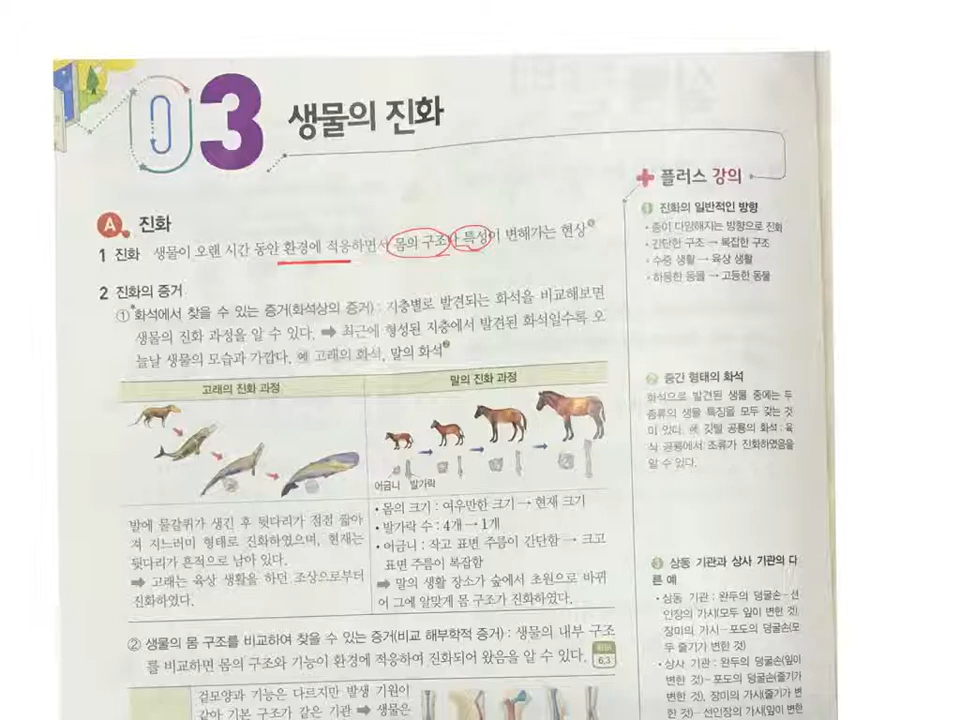 03 생물의 진화
A 진화
1 진화 생물이 오랜 시간 동안 환경에 적응하면서 몸의 구조와 특성이 변해가는 현상❶
2 진화의 증거
① *화석에서 찾을 수 있는 증거(화석상의 증거) : 지층별로 발견되는 화석을 비교해보면
생물의 진화 과정을 알 수 있다. ➡ 최근에 형성된 지층에서 발견된 화석일수록 오
늘날 생물의 모습과 가깝다. 예 고래의 화석, 말의 화석❷
고래의 진화 과정
발에 물갈퀴가 생긴 후 뒷다리가 점점 짧아
져 지느러미 형태로 진화하였으며, 현재는
뒷다리가 흔적으로 남아 있다.
➡ 고래는 육상 생활을 하던 조상으로부터
진화하였다.
말의 진화 과정
어금니 발가락
• 몸의 크기 : 여우만한 크기 → 현재 크기
• 발가락 수 : 4개 → 1개
• 어금니 : 작고 표면 주름이 간단함 → 크고
표면 주름이 복잡함
➡ 말의 생활 장소가 숲에서 초원으로 바뀌
어 그에 알맞게 몸 구조가 진화하였다.
② 생물의 몸 구조를 비교하여 찾을 수 있는 증거(비교 해부학적 증거) : 생물의 내부 구조
를 비교하면 몸의 구조와 기능이 환경에 적응하여 진화되어 왔음을 알 수 있다.
6,3
겉모양과 기능은 다르지만 발생 기원이
같아 기본 구조가 같은 기관 ➡ 생물은
+ 플러스 강의
❶ 진화의 일반적인 방향
• 종이 다양해지는 방향으로 진화
• 간단한 구조 → 복잡한 구조
• 수중 생활 → 육상 생활
• 하등한 동물 → 고등한 동물
❷ 중간 형태의 화석
화석으로 발견된 생물 중에는 두
종류의 생물 특징을 모두 갖는 것
이 있다. 예 깃털 공룡의 화석 : 육
식 공룡에서 조류가 진화하였음을
알 수 있다.
❸ 상동 기관과 상사 기관의 다
른 예
• 상동 기관 : 완두의 덩굴손-선
인장의 가시(모두 잎이 변한 것),
장미의 가시-포도의 덩굴손(모
두 줄기가 변한 것)
• 상사 기관 : 완두의 덩굴손(잎이
변한 것)-포도의 덩굴손(줄기가
변한 것), 장미의 가시(줄기가 변
한 것)-선인장의 가시(잎이 변한